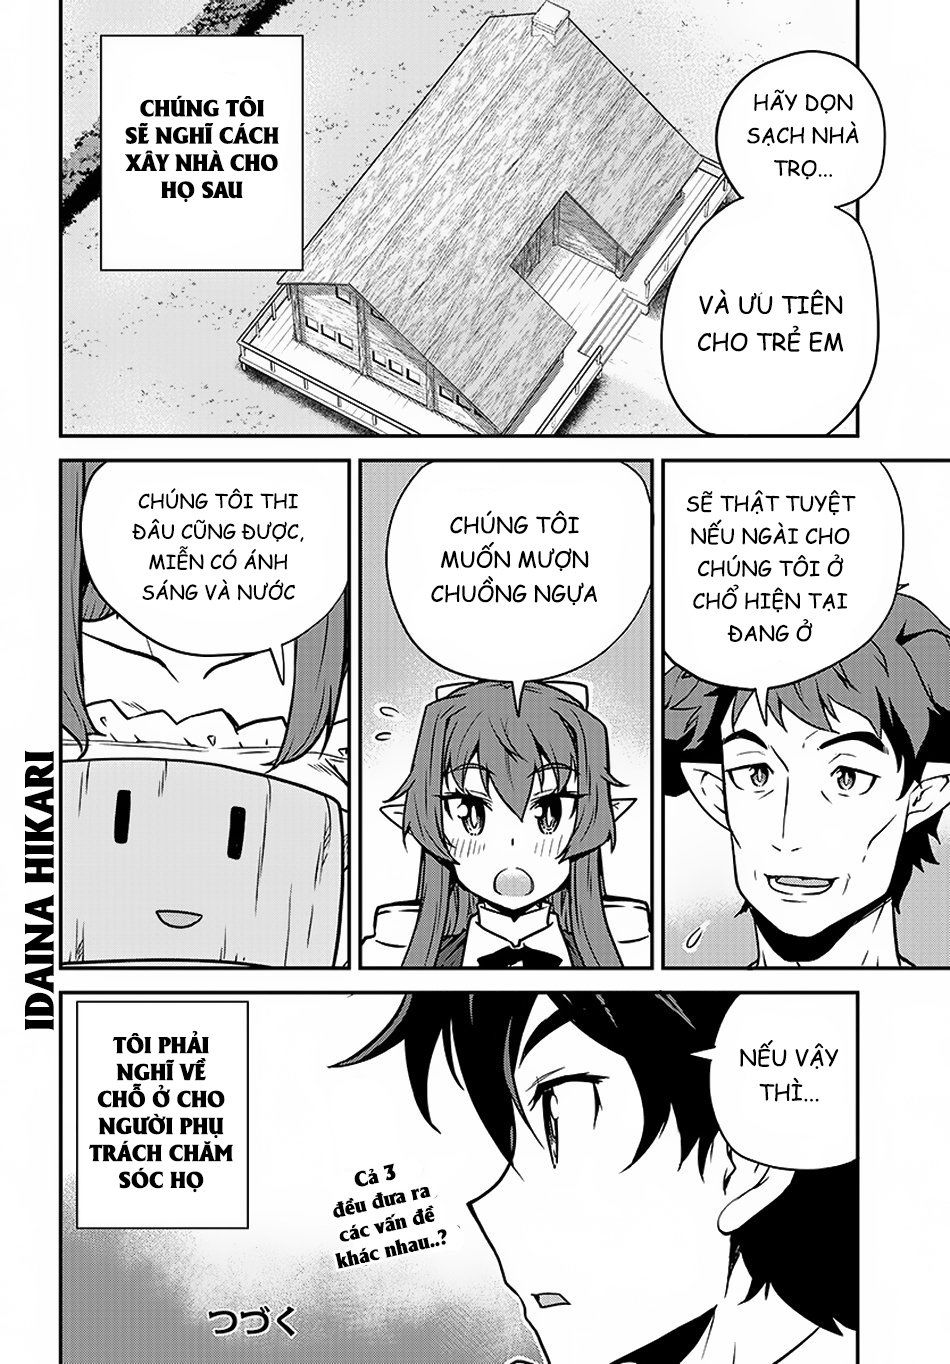 HÃY DỌN
SẠCH NHÀ
TRỌ...
VÀ ƯU TIÊN
CHO TRẺ EM
CHÚNG TÔI
SẼ NGHĨ CÁCH
XÂY NHÀ CHO
HỌ SAU
SẼ THẬT TUYỆT
NẾU NGÀI CHO
CHÚNG TÔI Ở
CHỔ HIỆN TẠI
ĐANG Ở
CHÚNG TÔI
MUỐN MƯỢN
CHUỒNG NGỰA
CHÚNG TÔI THI
ĐÂU CŨNG ĐƯỢC,
MIỄN CÓ ÁNH
SÁNG VÀ NƯỚC
IDAINA HIKARI
NẾU VẬY
THÌ...
Cả 3
đều đưa ra
các vấn đề
khác nhau..?
TÔI PHẢI
NGHĨ VỀ
CHỖ Ở CHO
NGƯỜI PHỤ
TRÁCH CHĂM
SÓC HỌ
つづく